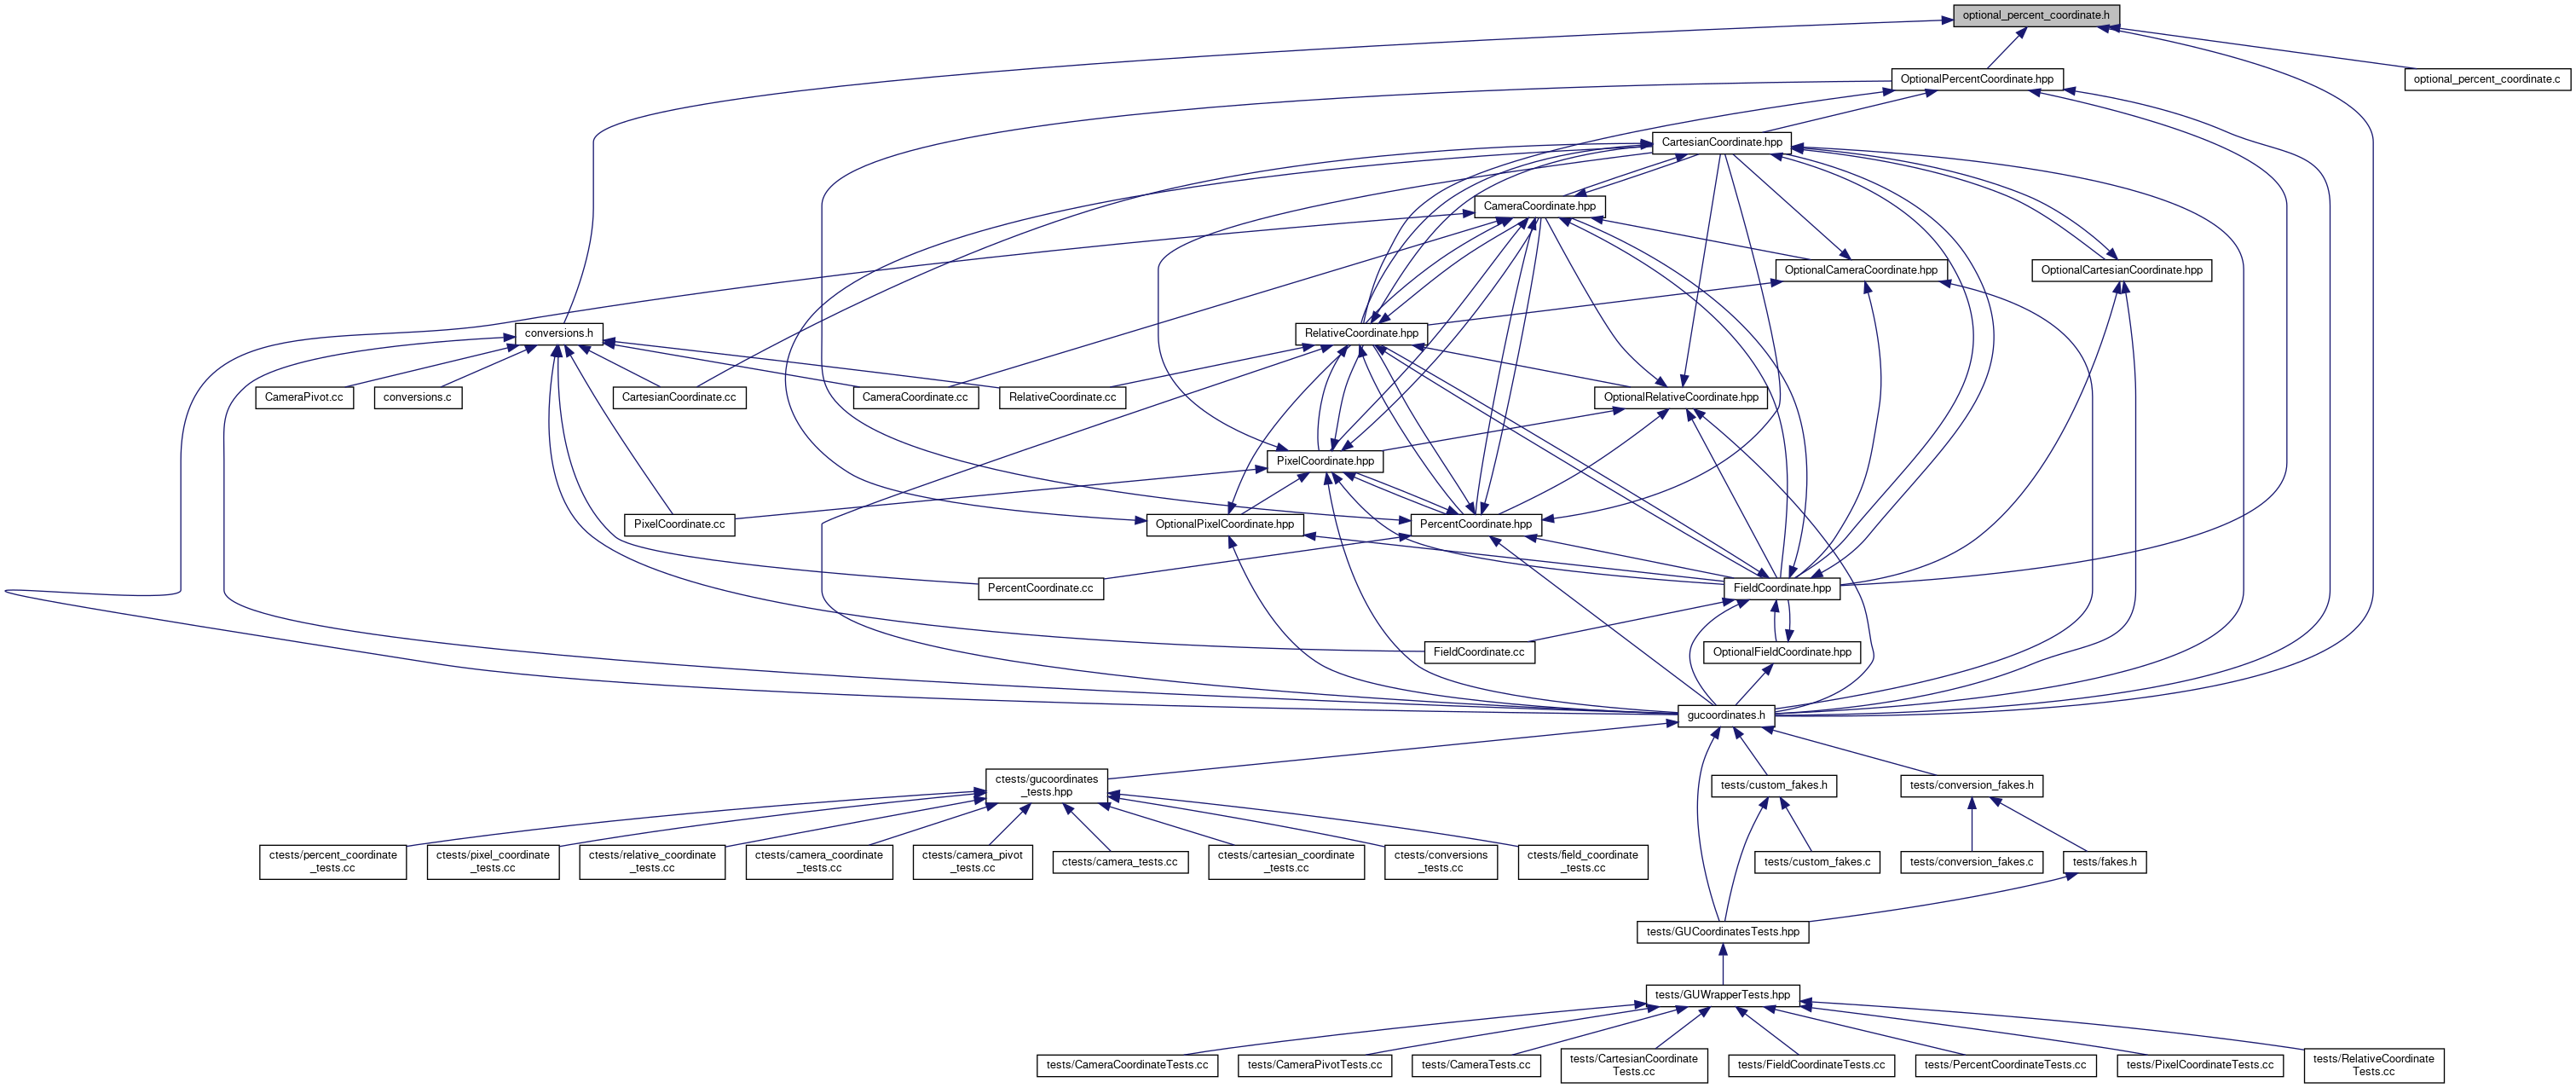 optional_percent_coordinate.h
OptionalPercentCoordinate.hpp
optional_percent_coordinate.c
CartesianCoordinate.hpp
CameraCoordinate.hpp
OptionalCameraCoordinate.hpp
OptionalCartesianCoordinate.hpp
conversions.h
RelativeCoordinate.hpp
CameraPivot.cc
conversions.c
CartesianCoordinate.cc
CameraCoordinate.cc
RelativeCoordinate.cc
OptionalRelativeCoordinate.hpp
PixelCoordinate.hpp
PixelCoordinate.cc
OptionalPixelCoordinate.hpp
PercentCoordinate.hpp
PercentCoordinate.cc
FieldCoordinate.hpp
FieldCoordinate.cc
OptionalFieldCoordinate.hpp
gucoordinates.h
ctests/gucoordinates
_tests.hpp
tests/custom_fakes.h
tests/conversion_fakes.h
ctests/percent_coordinate
_tests.cc
ctests/pixel_coordinate
_tests.cc
ctests/relative_coordinate
_tests.cc
ctests/camera_coordinate
_tests.cc
ctests/camera_pivot
_tests.cc
ctests/camera_tests.cc
ctests/cartesian_coordinate
_tests.cc
ctests/conversions
_tests.cc
ctests/field_coordinate
_tests.cc
tests/custom_fakes.c
tests/conversion_fakes.c
tests/fakes.h
tests/GUCoordinatesTests.hpp
tests/GUWrapperTests.hpp
tests/CameraCoordinateTests.cc
tests/CameraPivotTests.cc
tests/CameraTests.cc
tests/CartesianCoordinate
Tests.cc
tests/FieldCoordinateTests.cc
tests/PercentCoordinateTests.cc
tests/PixelCoordinateTests.cc
tests/RelativeCoordinate
Tests.cc